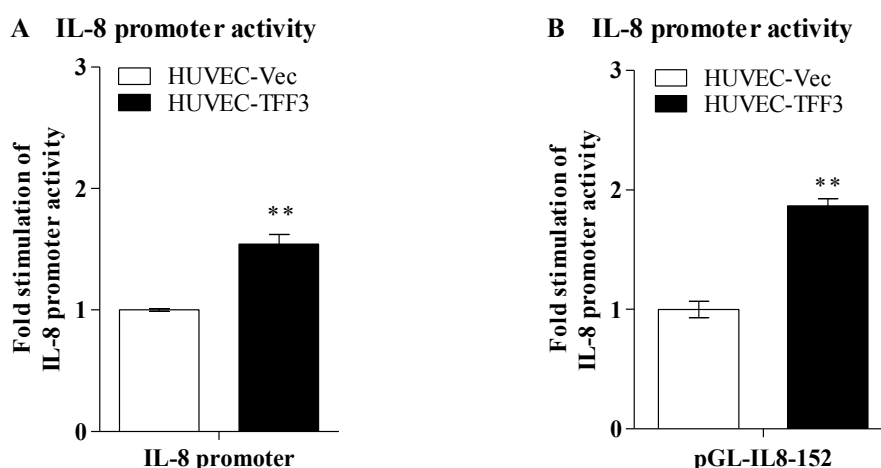 A IL-8 promoter activity
3
2
1
0
Fold stimulation of
IL-8 promoter activity
HUVEC-Vec
HUVEC-TFF3
**
IL-8 promoter
B IL-8 promoter activity
3
2
1
0
Fold stimulation of
IL-8 promoter activity
HUVEC-Vec
HUVEC-TFF3
**
pGL-IL8-152